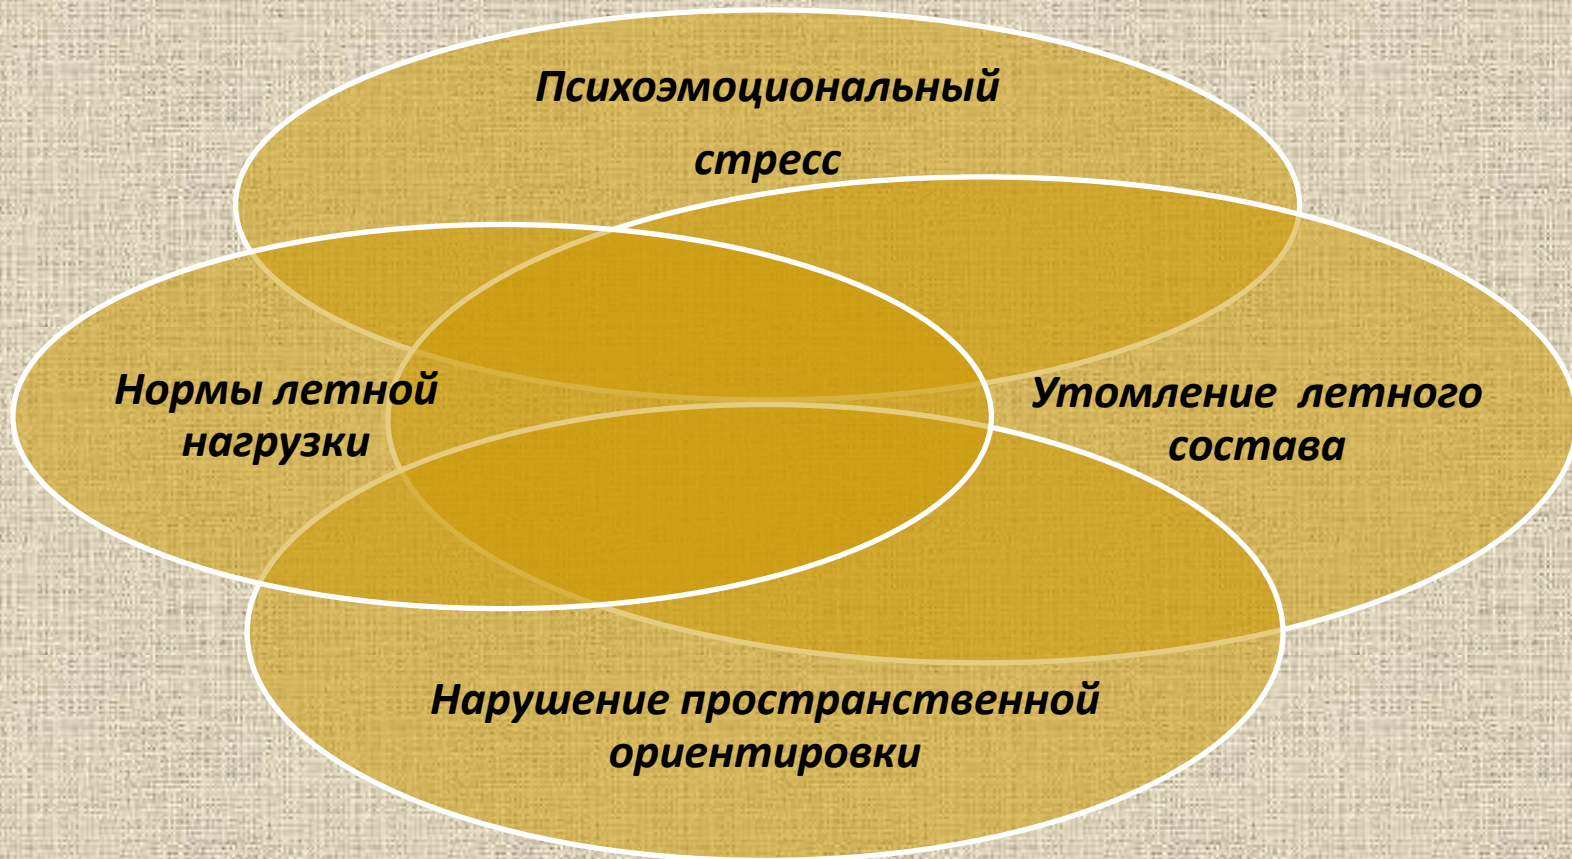 Психоэмоциональный
стресс
Нормы летной
нагрузки
Утомление летного
состава
Нарушение пространственной
ориентировки